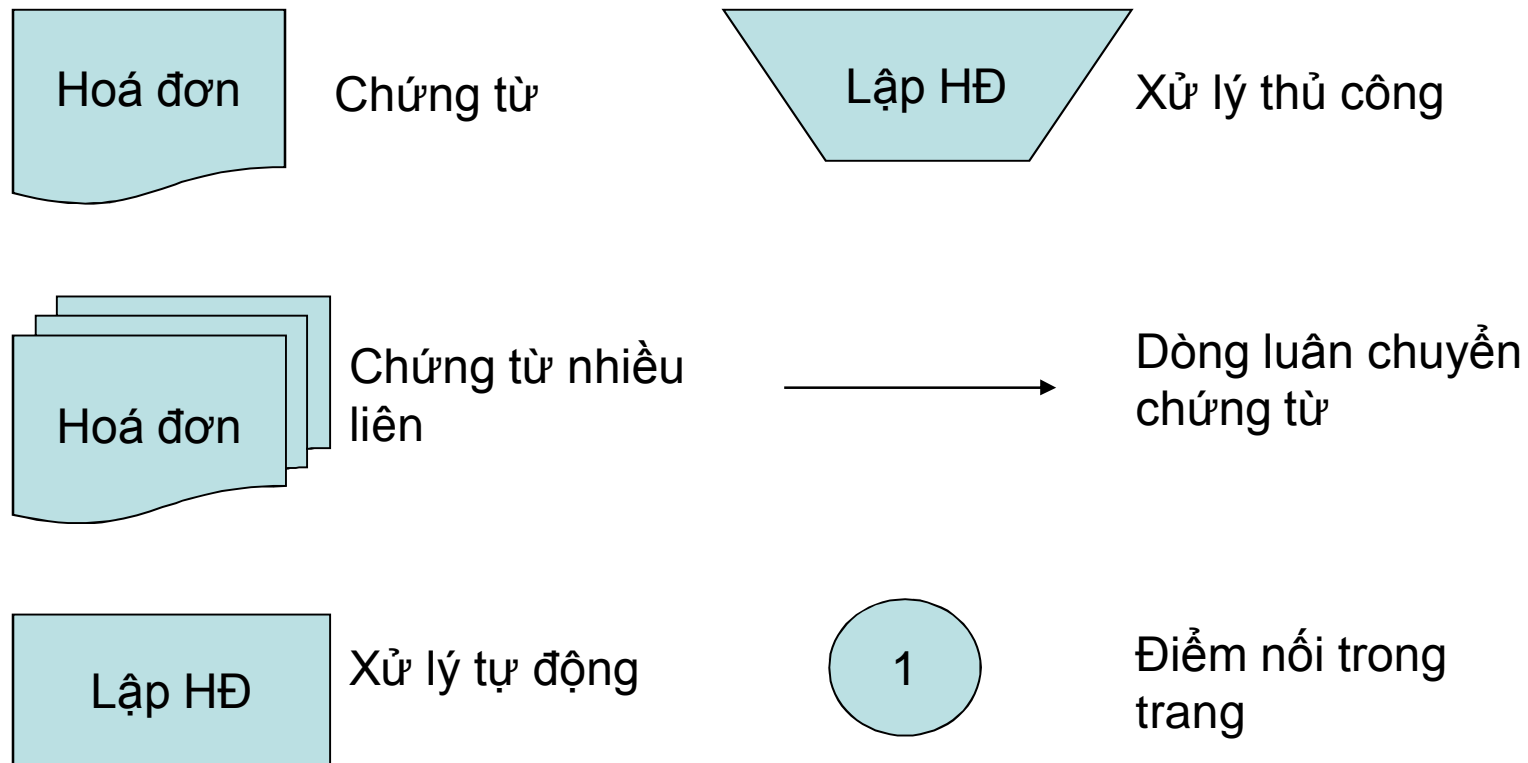 Hoá đơn
Chứng từ
Lập HĐ
Xử lý thủ công
Hoá đơn
Chứng từ nhiều
liên
Dòng luân chuyển
chứng từ
Lập HĐ
Xử lý tự động
1
Điểm nối trong
trang